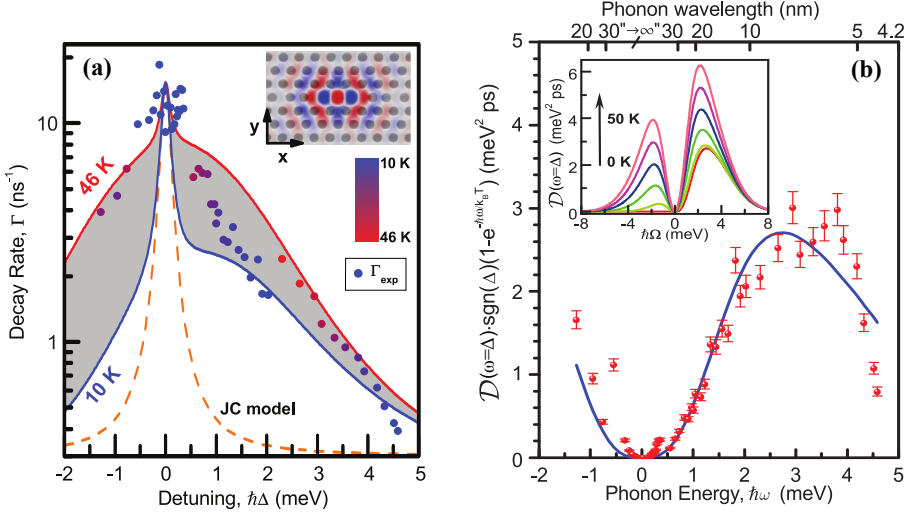 (a)
Decay Rate, Γ (ns⁻¹)
10
1
46 K
10 K
y
x
10 K
46 K
Γexp
JC model
-2 -1 0 1 2 3 4 5
Detuning, ħΔ (meV)
Phonon wavelength (nm)
20 30"→∞" 30 20 10 5 4.2
(b)
𝒟(ω=Δ)·sgn(Δ)(1-e^-ħω/kBT) (meV² ps)
5
4
3
2
1
0
𝒟(ω=Δ) (meV² ps)
6
4
2
0
50 K
0 K
-8 -4 0 4 8
ħΩ (meV)
-2 -1 0 1 2 3 4 5
Phonon Energy, ħω (meV)